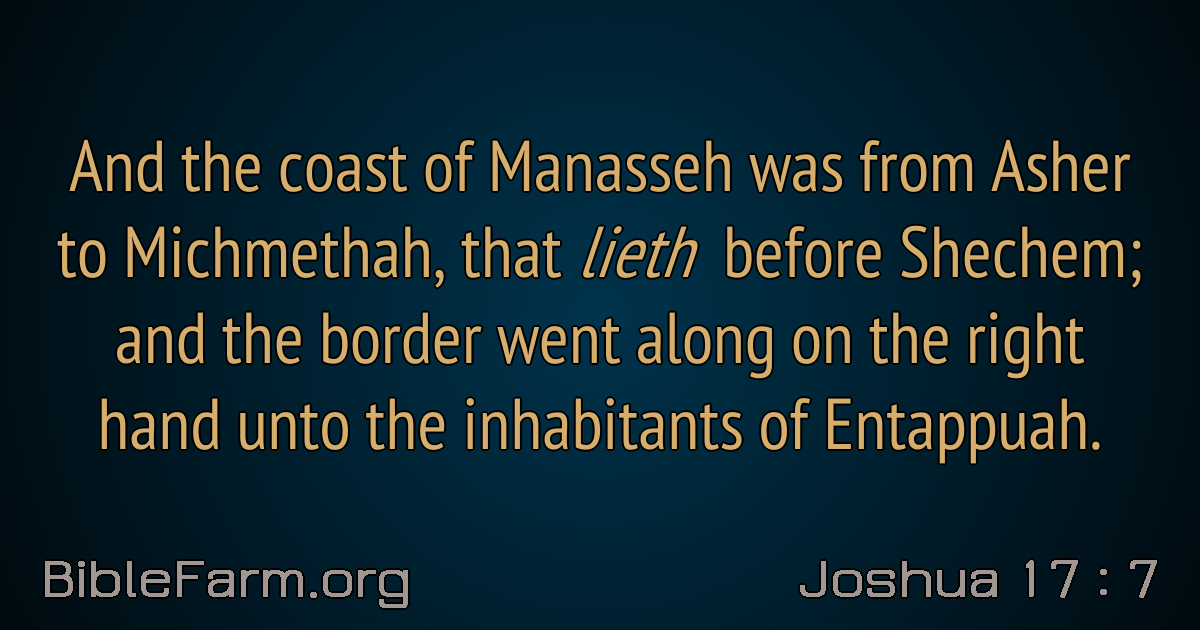 And the coast of Manasseh was from Asher
to Michmethah, that lieth before Shechem;
and the border went along on the right
hand unto the inhabitants of Entappuah.
BibleFarm.org
Joshua 17 : 7